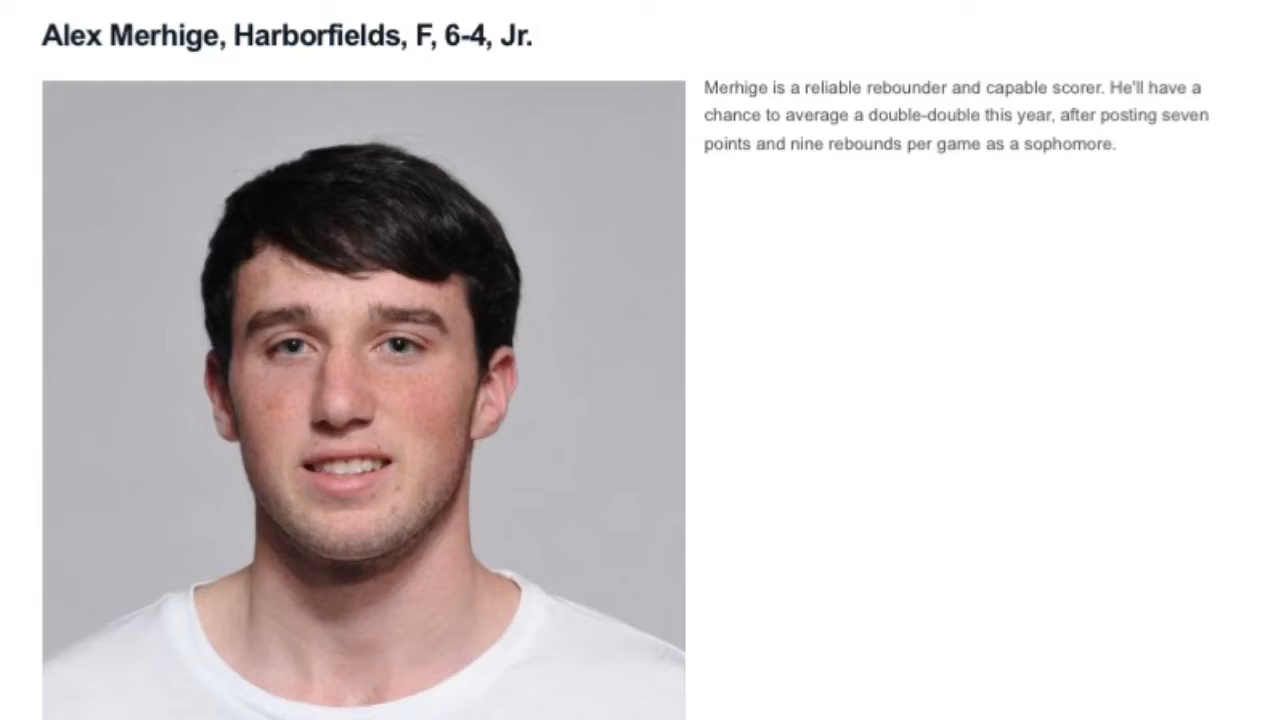 Alex Merhige, Harborfields, F, 6-4, Jr.
Merhige is a reliable rebounder and capable scorer. He'll have a
chance to average a double-double this year, after posting seven
points and nine rebounds per game as a sophomore.